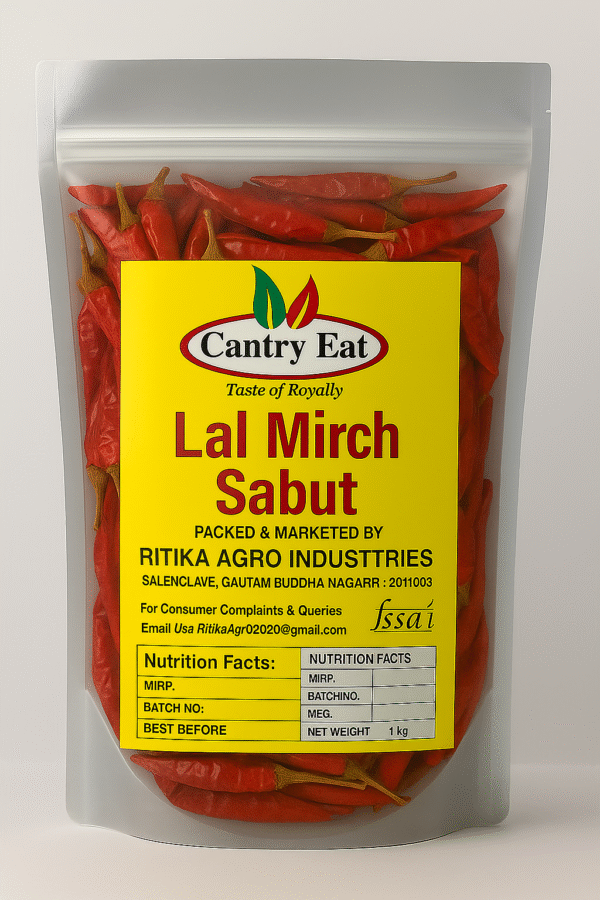 Cantry Eat
Taste of Royally
Lal Mirch
Sabut
PACKED & MARKETED BY
RITIKA AGRO INDUSTTRIES
SALENCLAVE, GAUTAM BUDDHA NAGARR : 2011003
For Consumer Complaints & Queries
Email Usa RitikaAgr02020@gmail.com
fssai
Nutrition Facts:
MIRP.
BATCH NO:
BEST BEFORE
NUTRITION FACTS
MIRP.
BATCHINO.
MEG.
NET WEIGHT 1 kg